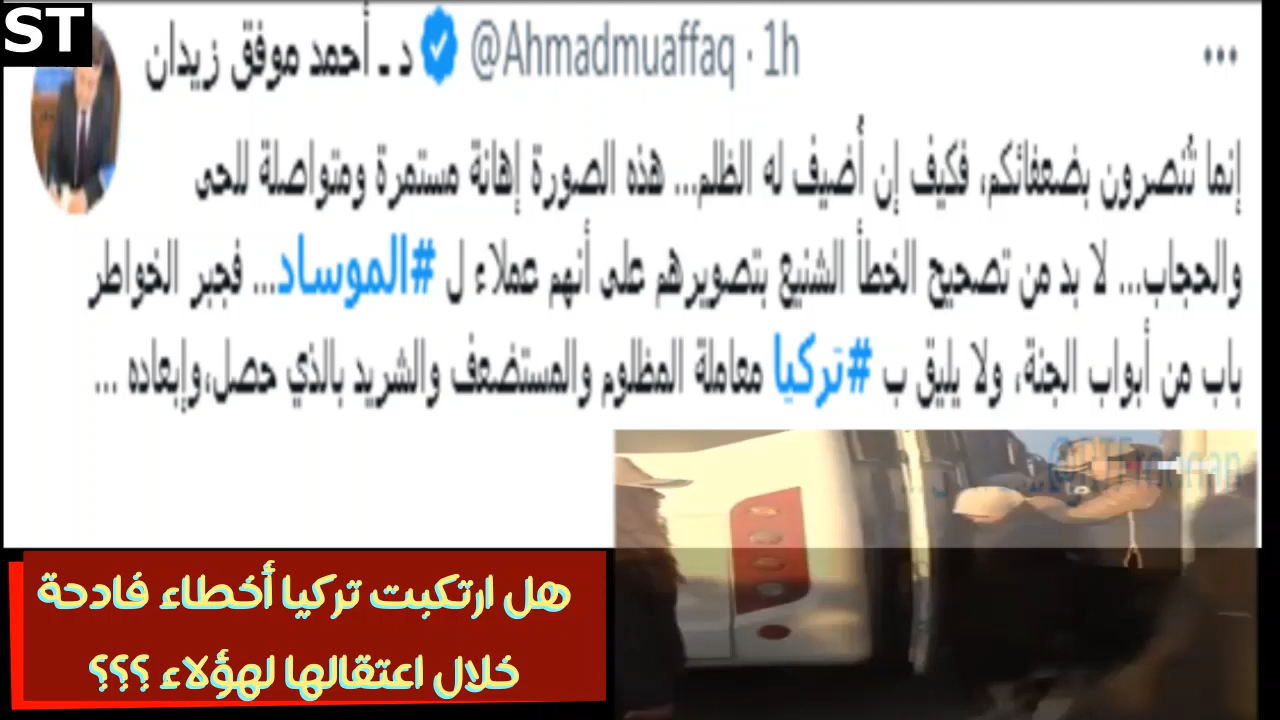 ST
د ـ أحمد موفق زيدان @Ahmadmuaffaq · 1h
إنما تُنصرون بضعفائكم، فكيف إن أُضيف له الظلم... هذه الصورة إهانة مستمرة ومتواصلة للحى
والحجاب... لا بد من تصحيح الخطأ الشنيع بتصويرهم على أنهم عملاء ل #الموساد... فجبر الخواطر
باب من أبواب الجنة، ولا يليق ب #تركيا معاملة المظلوم والمستضعف والشريد بالذي حصل،وإبعاده ...
هل ارتكبت تركيا أخطاء فادحة
خلال اعتقالها لهؤلاء ؟؟؟